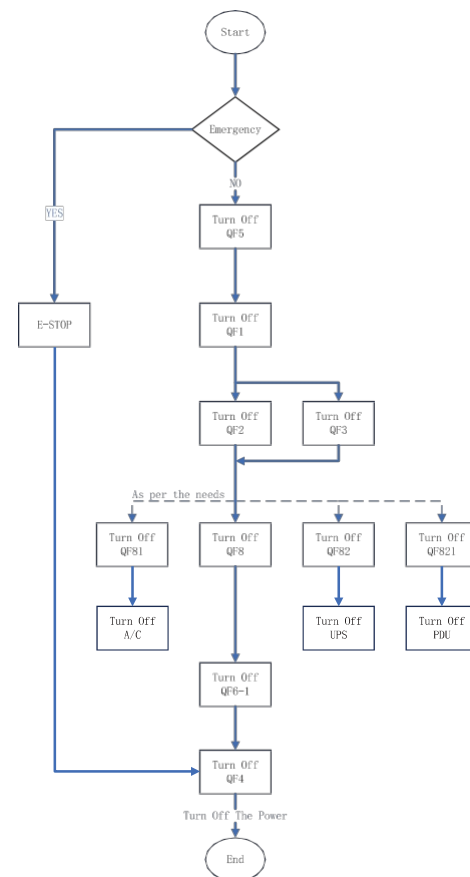 Start
Emergency
NO
YES
Turn Off
QF5
E-STOP
Turn Off
QF1
Turn Off
QF2
Turn Off
QF3
As per the needs
Turn Off
QF81
Turn Off
QF8
Turn Off
QF82
Turn Off
QF821
Turn Off
A/C
Turn Off
UPS
Turn Off
PDU
Turn Off
QF6-1
Turn Off
QF4
Turn Off The Power
End